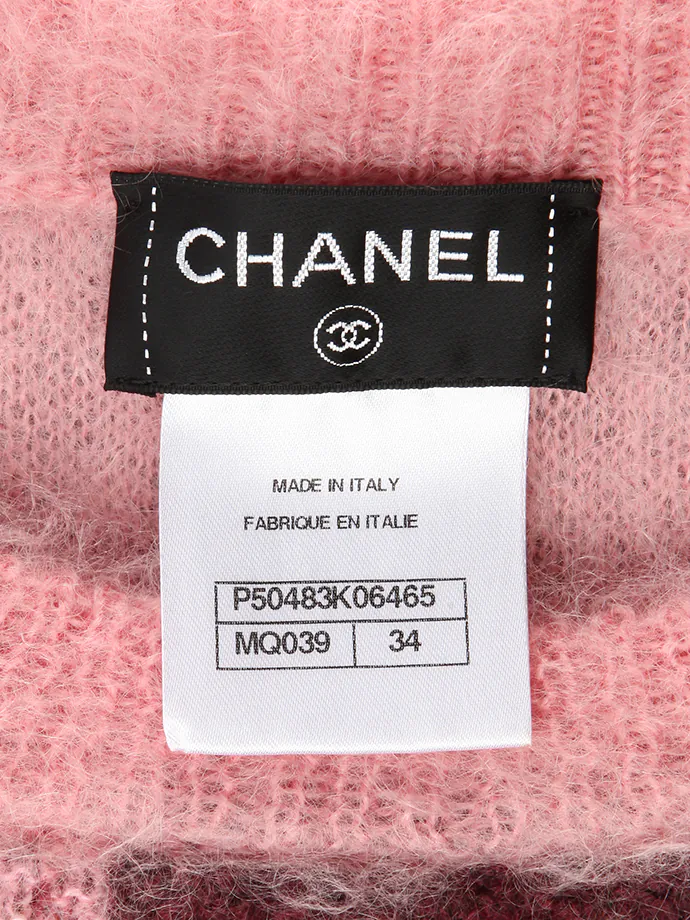 CHANEL
MADE IN ITALY
FABRIQUE EN ITALIE
P50483K06465
MQ039 34